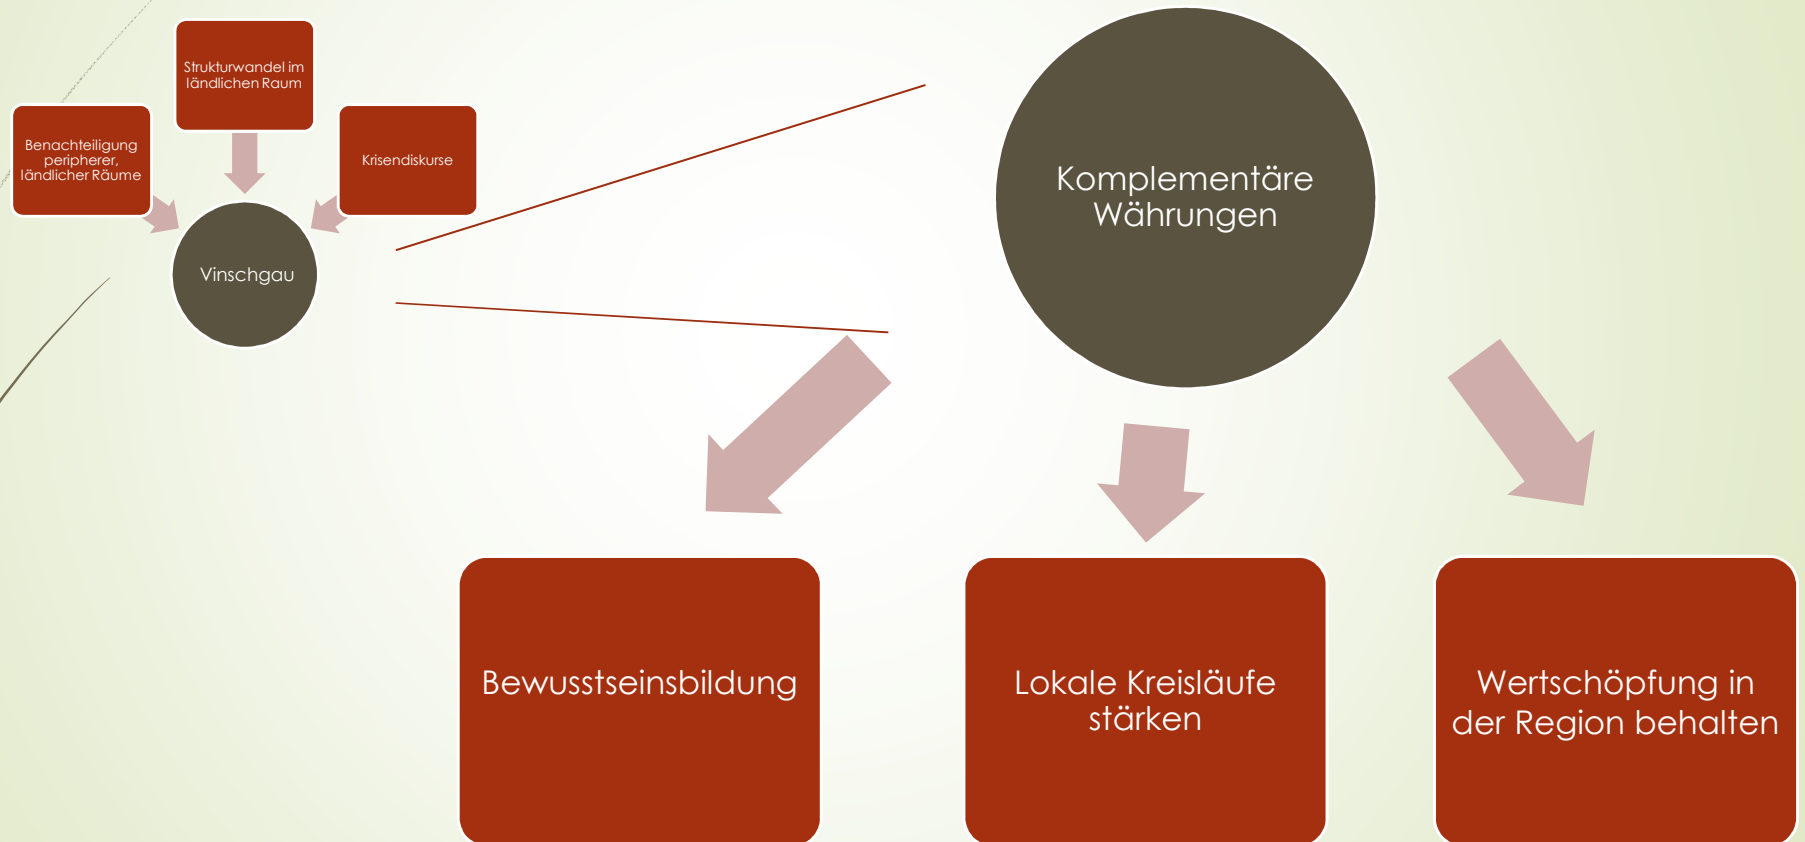 Strukturwandel im
ländlichen Raum
Benachteiligung
peripherer,
ländlicher Räume
Krisendiskurse
Vinschgau
Komplementäre
Währungen
Bewusstseinsbildung
Lokale Kreisläufe
stärken
Wertschöpfung in
der Region behalten